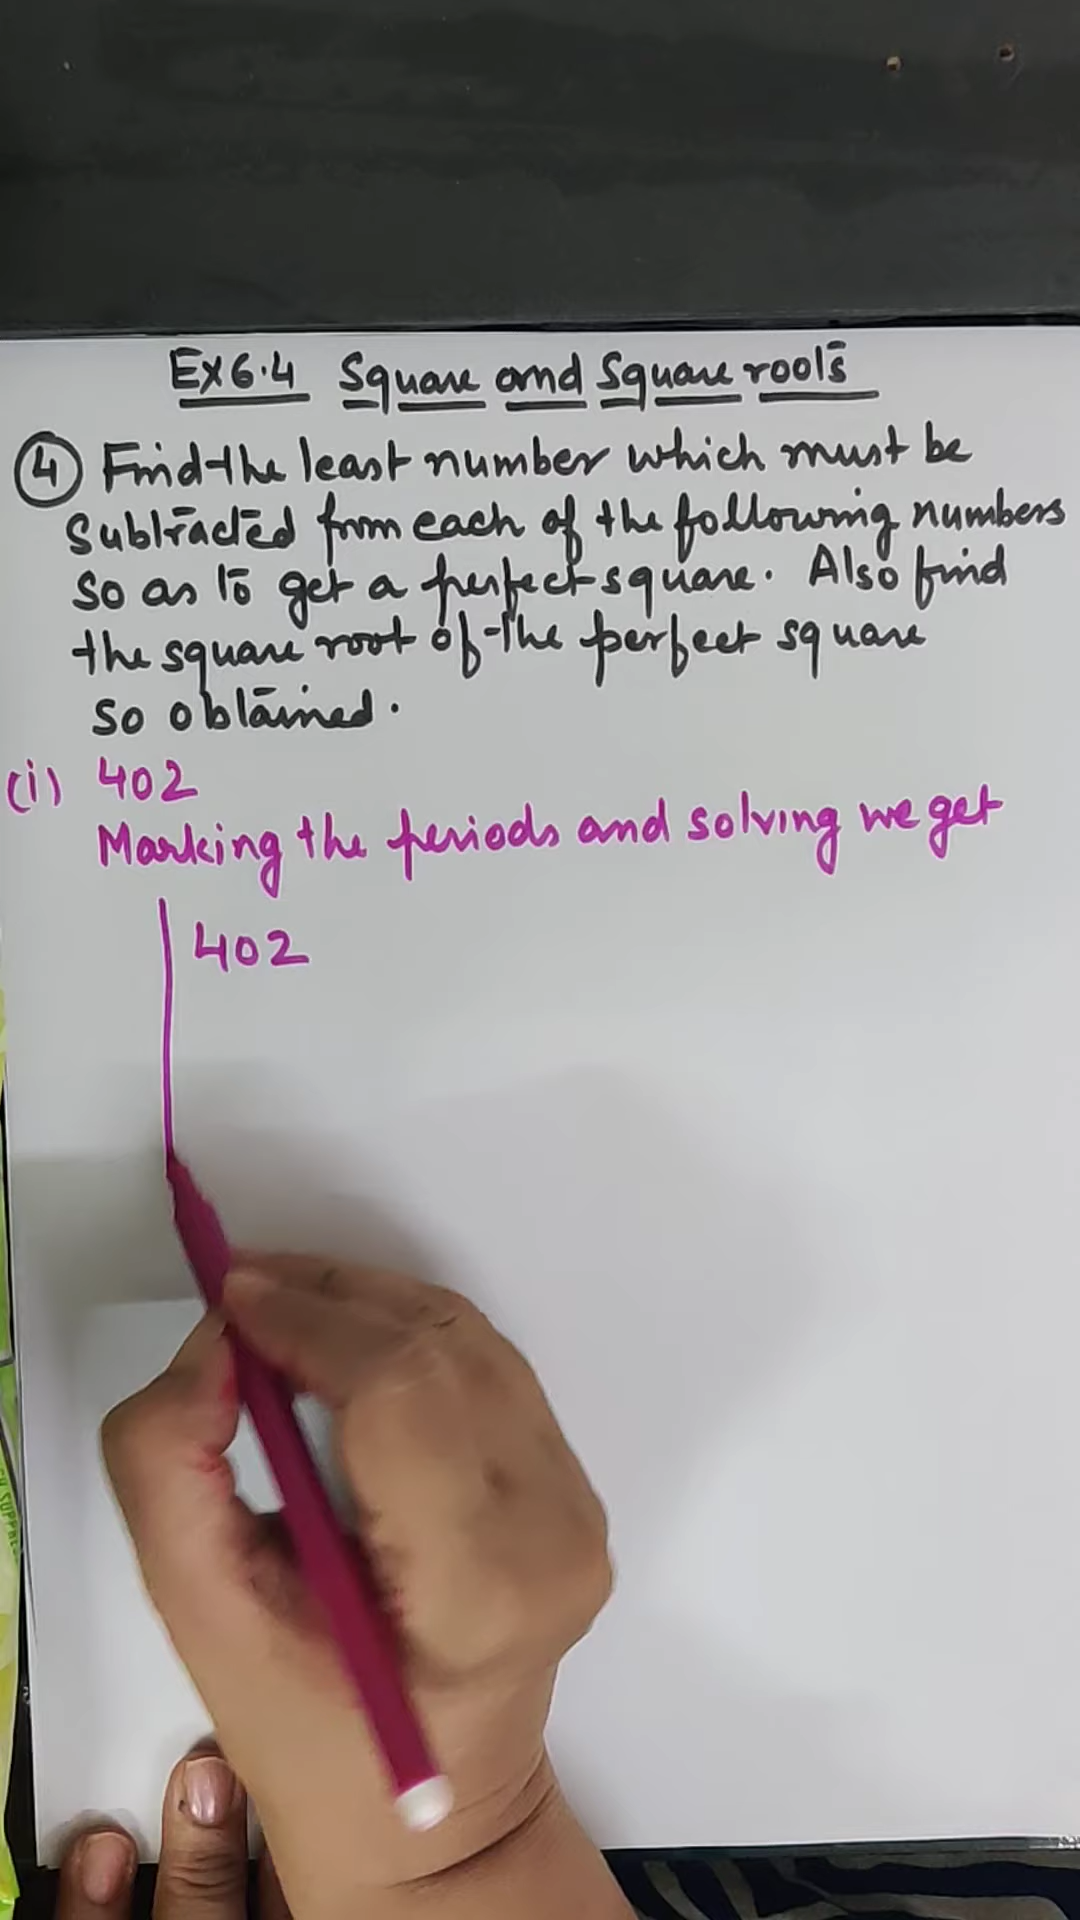 Ex 6.4 Square and Square roots
4 Find the least number which must be
Subtracted from each of the following numbers
so as to get a perfect square. Also find
the square root of the perfect square
so obtained.
(i) 402
Marking the periods and solving we get
402